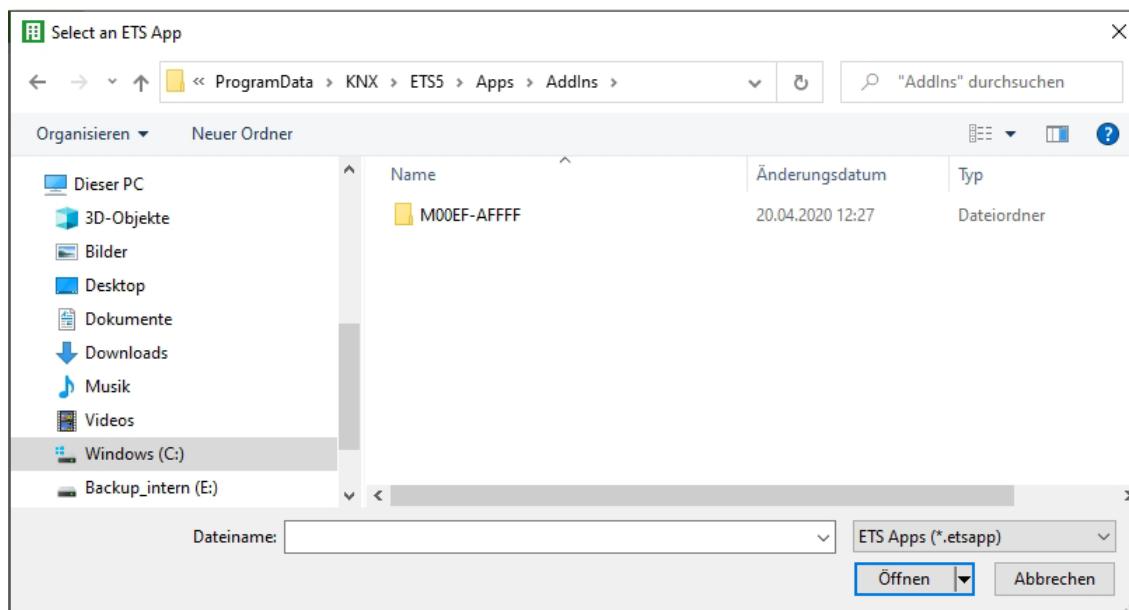 Select an ETS App
« ProgramData › KNX › ETS5 › Apps › AddIns ›
"AddIns" durchsuchen
Organisieren
Neuer Ordner
Name Änderungsdatum Typ
M00EF-AFFFF 20.04.2020 12:27 Dateiordner
Dieser PC
3D-Objekte
Bilder
Desktop
Dokumente
Downloads
Musik
Videos
Windows (C:)
Backup_intern (E:)
Dateiname:
ETS Apps (*.etsapp)
Öffnen
Abbrechen